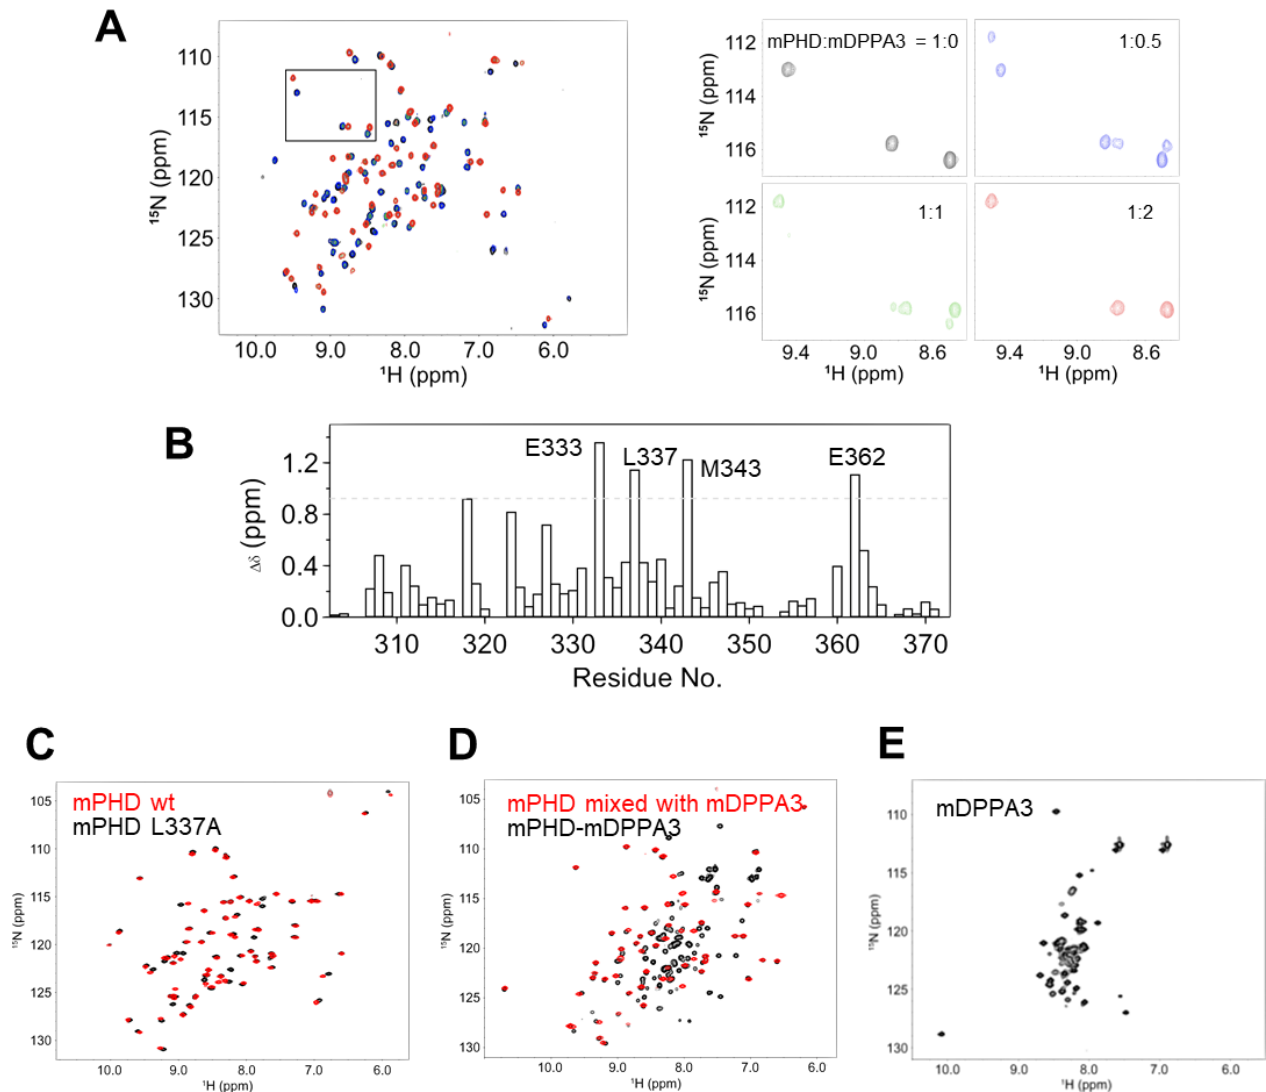 A
110
115
120
125
130
¹⁵N (ppm)
10.0 9.0 8.0 7.0 6.0
¹H (ppm)
mPHD:mDPPA3 = 1:0
1:0.5
112
114
116
¹⁵N (ppm)
1:1
1:2
112
114
116
¹⁵N (ppm)
9.4 9.0 8.6
9.4 9.0 8.6
¹H (ppm)
¹H (ppm)
B
E333
L337
M343
E362
1.2
0.8
0.4
0.0
Δδ (ppm)
310 320 330 340 350 360 370
Residue No.
C
mPHD wt
mPHD L337A
105
110
115
120
125
130
¹⁵N (ppm)
10.0 9.0 8.0 7.0 6.0
¹H (ppm)
D
mPHD mixed with mDPPA3
mPHD-mDPPA3
105
110
115
120
125
130
¹⁵N (ppm)
10.0 9.0 8.0 7.0 6.0
¹H (ppm)
E
mDPPA3
110
115
120
125
130
¹⁵N (ppm)
10.0 9.0 8.0 7.0 6.0
¹H (ppm)